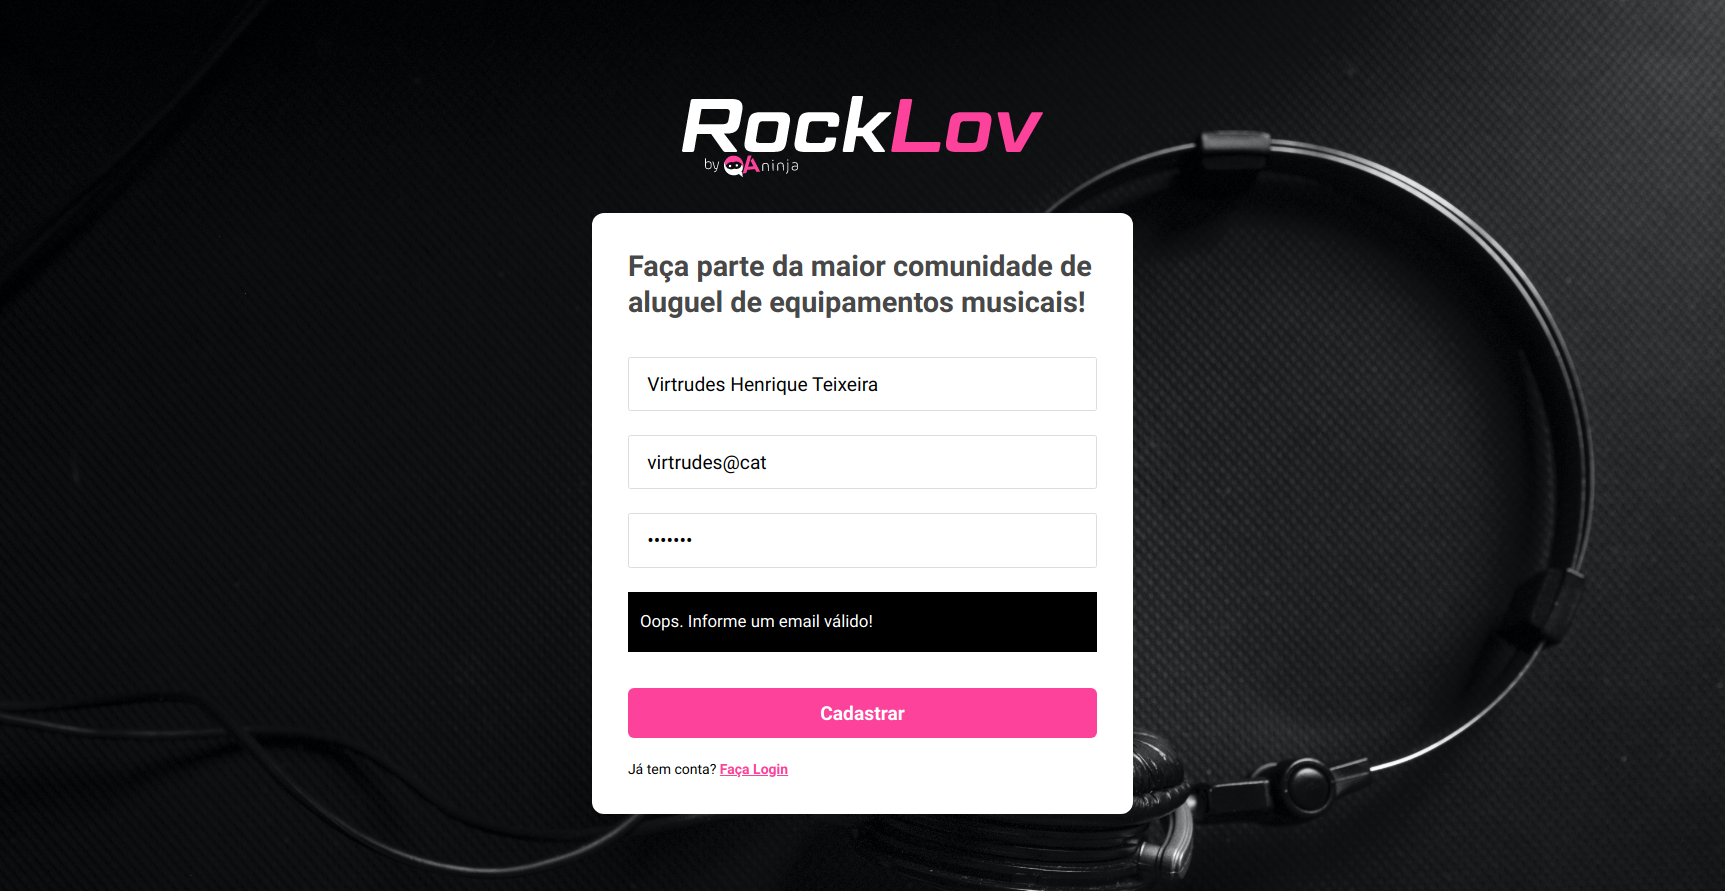 RockLov
by QAninja
Faça parte da maior comunidade de
aluguel de equipamentos musicais!
Virtrudes Henrique Teixeira
virtrudes@cat
•••••••
Oops. Informe um email válido!
Cadastrar
Já tem conta? Faça Login